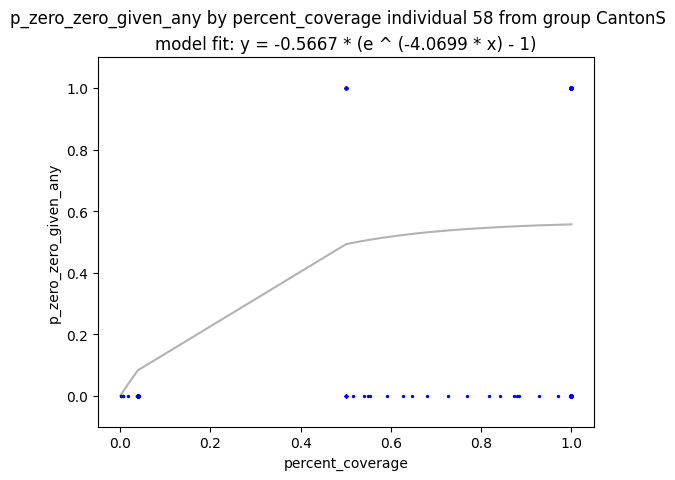 p_zero_zero_given_any by percent_coverage individual 58 from group CantonS
model fit: y = -0.5667 * (e ^ (-4.0699 * x) - 1)
1.0
0.8
0.6
0.4
0.2
0.0
p_zero_zero_given_any
0.0 0.2 0.4 0.6 0.8 1.0
percent_coverage